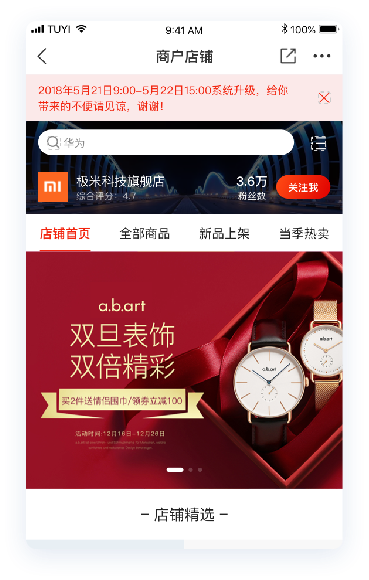 TUYI 9:41 AM 100%
商户店铺
2018年5月21日9:00-5月22日15:00系统升级，给你
带来的不便请见谅，谢谢！
华为
mi
极米科技旗舰店
综合评分：4.7
3.6万
粉丝数
关注我
店铺首页 全部商品 新品上架 当季热卖
a.b.art
双旦表饰
双倍精彩
买2件送情侣围巾/领券立减100
活动时间:12月16日-12月26日
a.b.art
a.b.art
- 店铺精选 -